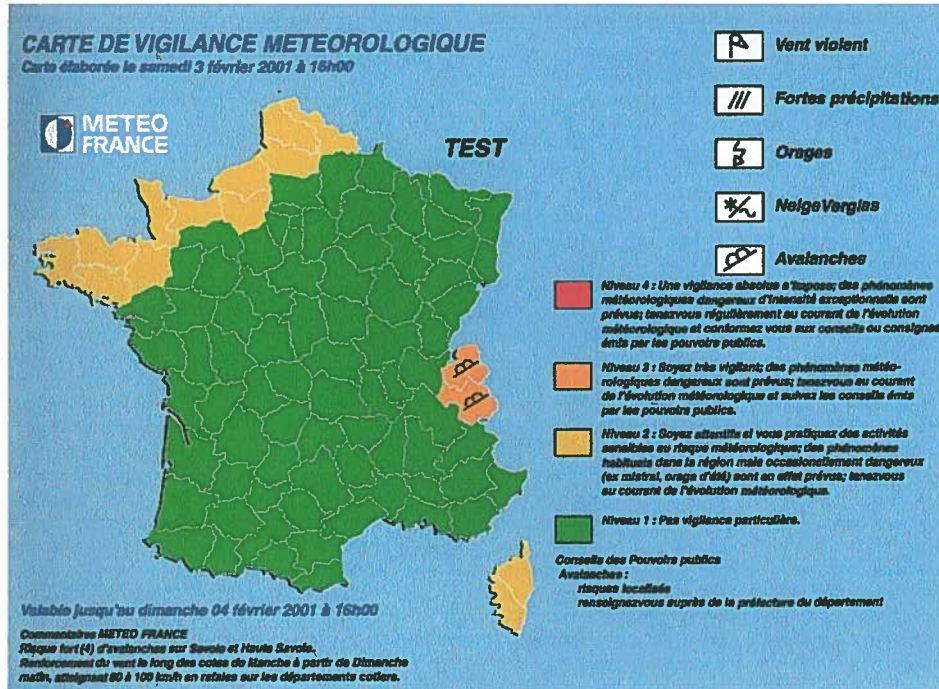 CARTE DE VIGILANCE METEOROLOGIQUE
Carte élaborée le samedi 3 février 2001 à 16h00
METEO
FRANCE
TEST
Vent violent
Fortes précipitations
Orages
Neige Verglas
Avalanches
Niveau 4 : Une vigilance absolue s'impose; des phénomènes
météorologiques dangereux d'intensité exceptionnelle sont
prévus; tenezvous régulièrement au courant de l'évolution
météorologique et conformez vous aux conseils ou consignes
émis par les pouvoirs publics.
Niveau 3 : Soyez très vigilant; des phénomènes météo-
rologiques dangereux sont prévus; tenezvous au courant
de l'évolution météorologique et suivez les conseils émis
par les pouvoirs publics.
Niveau 2 : Soyez attentifs si vous pratiquez des activités
sensibles au risque météorologique; des phénomènes
habituels dans la région mais occasionellement dangereux
(ex mistral, orage d'été) sont en effet prévus; tenezvous
au courant de l'évolution météorologique.
Niveau 1 : Pas vigilance particulière.
Conseils des Pouvoirs publics
Avalanches :
risques localisés
renseignezvous auprès de la préfecture du département
Valable jusqu'au dimanche 04 février 2001 à 16h00
Commentaires METEO FRANCE
Risque fort(4) d'avalanches sur Savoie et Haute Savoie.
Renforcement du vent le long des cotes de Manche à partir de Dimanche
matin, atteignant 80 à 100 km/h en rafales sur les départements cotiers.